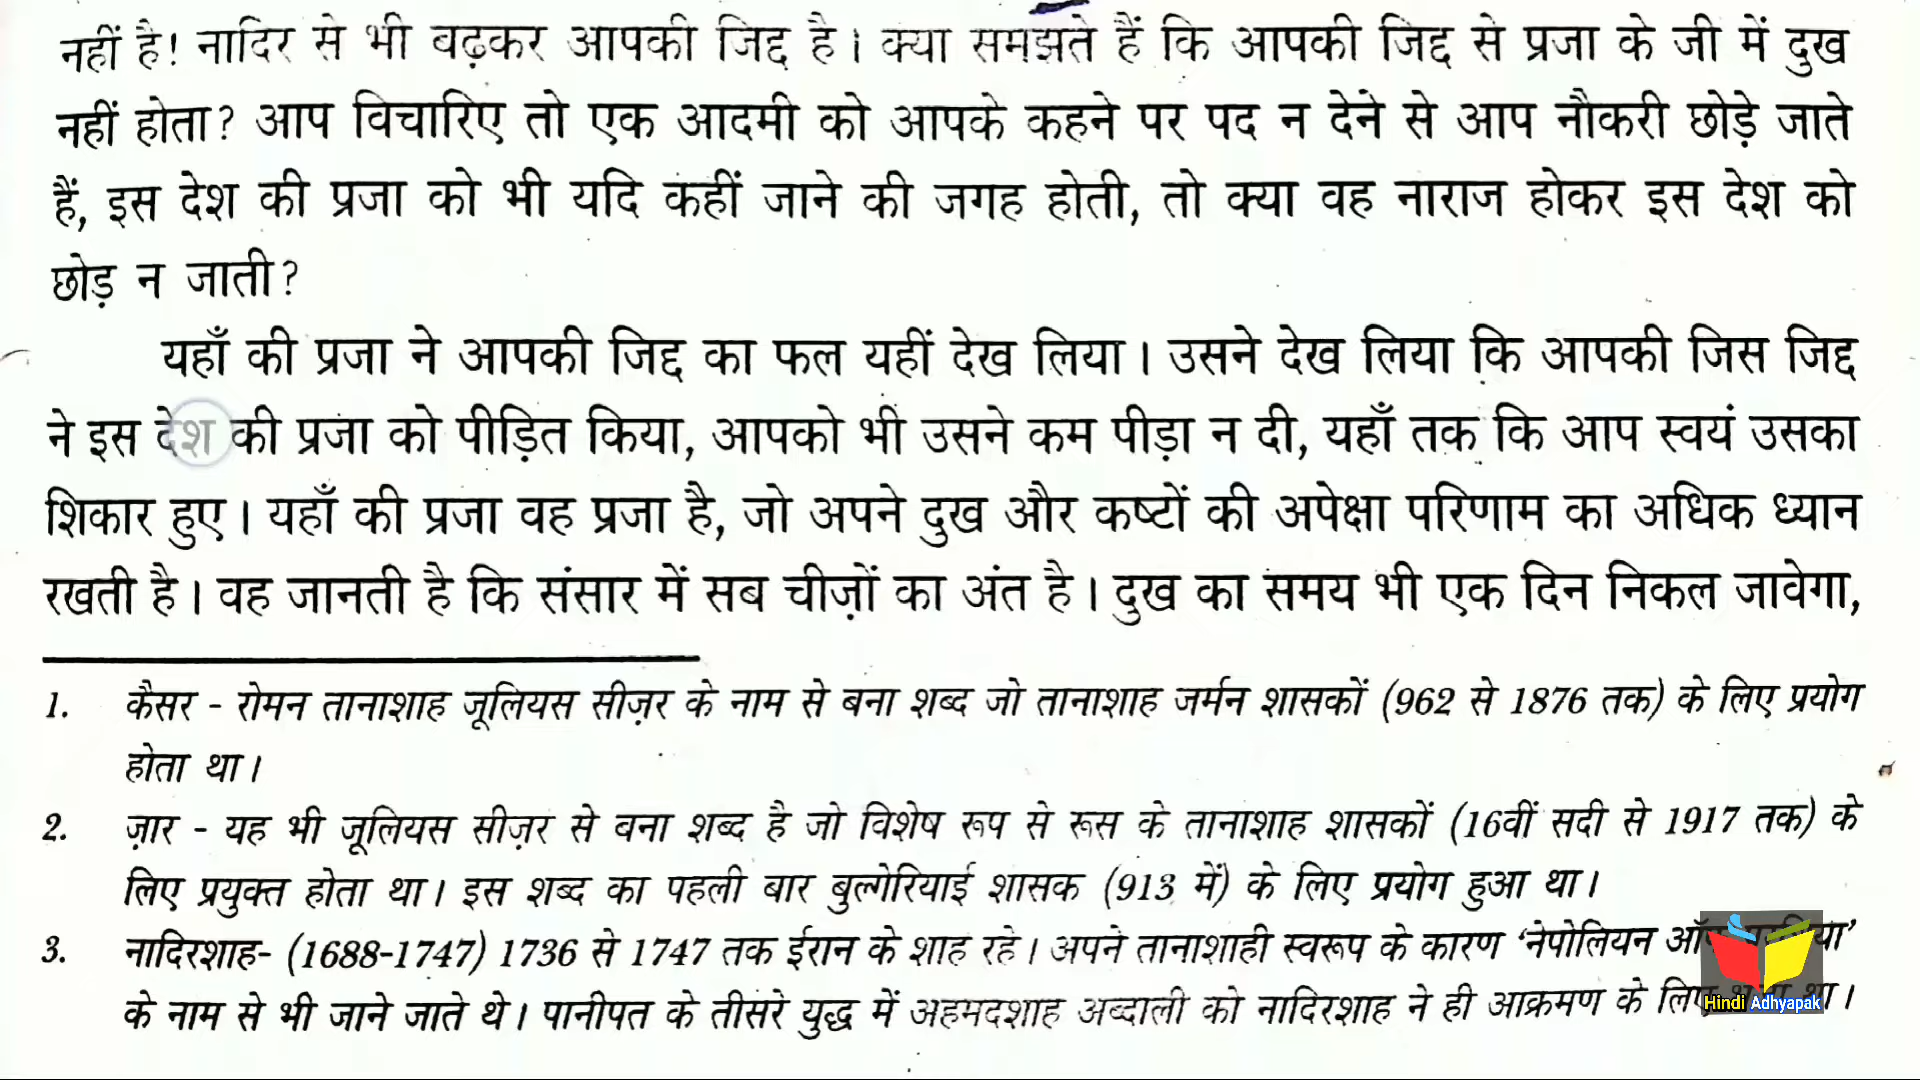 नहीं है! नादिर से भी बढ़कर आपकी जिद्द है। क्या समझते हैं कि आपकी जिद्द से प्रजा के जी में दुख
नहीं होता? आप विचारिए तो एक आदमी को आपके कहने पर पद न देने से आप नौकरी छोड़े जाते
हैं, इस देश की प्रजा को भी यदि कहीं जाने की जगह होती, तो क्या वह नाराज होकर इस देश को
छोड़ न जाती?
यहाँ की प्रजा ने आपकी जिद्द का फल यहीं देख लिया। उसने देख लिया कि आपकी जिस जिद्द
ने इस देश की प्रजा को पीड़ित किया, आपको भी उसने कम पीड़ा न दी, यहाँ तक कि आप स्वयं उसका
शिकार हुए। यहाँ की प्रजा वह प्रजा है, जो अपने दुख और कष्टों की अपेक्षा परिणाम का अधिक ध्यान
रखती है। वह जानती है कि संसार में सब चीज़ों का अंत है। दुख का समय भी एक दिन निकल जावेगा,
1. कैसर - रोमन तानाशाह जूलियस सीज़र के नाम से बना शब्द जो तानाशाह जर्मन शासकों (962 से 1876 तक) के लिए प्रयोग
होता था।
2. ज़ार - यह भी जूलियस सीज़र से बना शब्द है जो विशेष रूप से रूस के तानाशाह शासकों (16वीं सदी से 1917 तक) के
लिए प्रयुक्त होता था। इस शब्द का पहली बार बुल्गेरियाई शासक (913 में) के लिए प्रयोग हुआ था।
3. नादिरशाह- (1688-1747) 1736 से 1747 तक ईरान के शाह रहे। अपने तानाशाही स्वरूप के कारण 'नेपोलियन
के नाम से भी जाने जाते थे। पानीपत के तीसरे युद्ध में अहमदशाह अब्दाली को नादिरशाह ने ही आक्रमण के लिए था।
Hindi Adhyapak